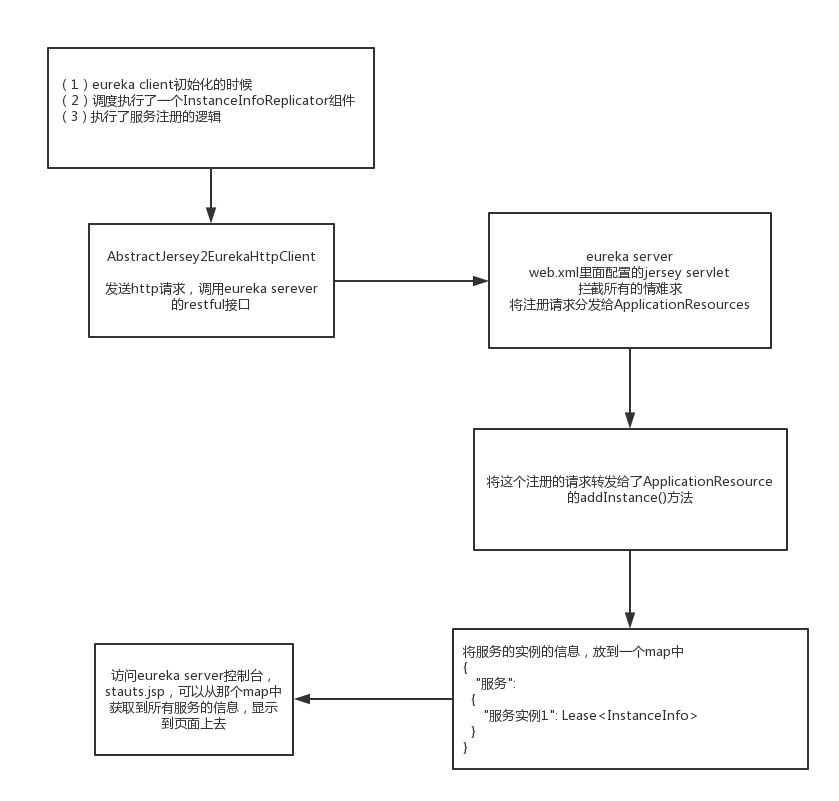 （1）eureka client初始化的时候
（2）调度执行了一个InstanceInfoReplicator组件
（3）执行了服务注册的逻辑
AbstractJersey2EurekaHttpClient
发送http请求，调用eureka serever
的restful接口
eureka server
web.xml里面配置的jersey servlet
拦截所有的情难求
将注册请求分发给ApplicationResources
将这个注册的请求转发给了ApplicationResource
的addInstance()方法
将服务的实例的信息，放到一个map中
{
"服务":
{
"服务实例1": Lease<InstanceInfo>
}
}
访问eureka server控制台，
stauts.jsp，可以从那个map中
获取到所有服务的信息，显示
到页面上去